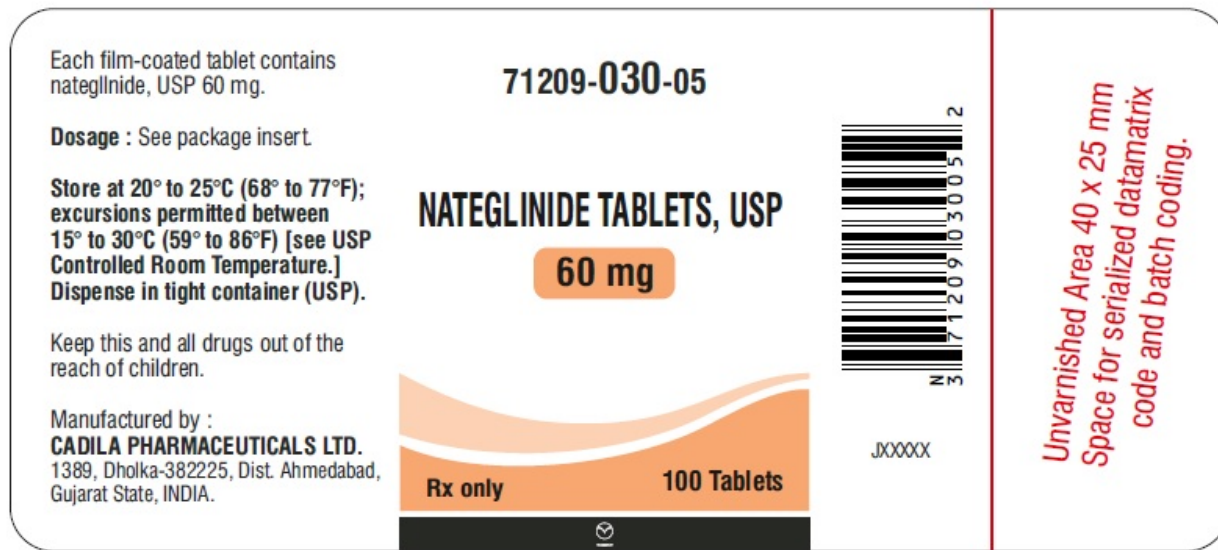 Each film-coated tablet contains
nateglInide, USP 60 mg.
Dosage : See package insert.
Store at 20° to 25°C (68° to 77°F);
excursions permitted between
15° to 30°C (59° to 86°F) [see USP
Controlled Room Temperature.]
Dispense in tight container (USP).
Keep this and all drugs out of the
reach of children.
Manufactured by :
CADILA PHARMACEUTICALS LTD.
1389, Dholka-382225, Dist. Ahmedabad,
Gujarat State, INDIA.
71209-030-05
NATEGLINIDE TABLETS, USP
60 mg
Rx only
100 Tablets
N
3 71209 03005 2
JXXXXX
Unvarnished Area 40 x 25 mm
Space for serialized datamatrix
code and batch coding.